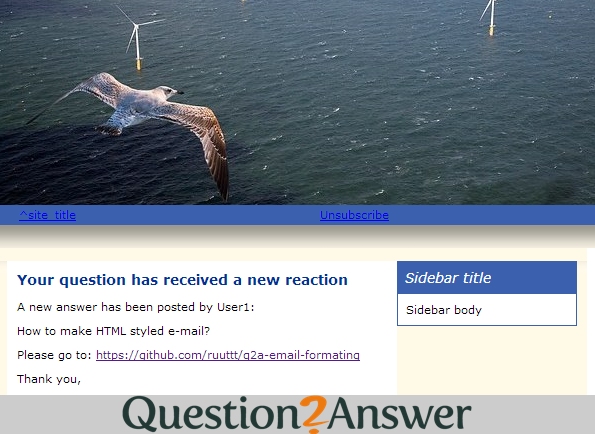 ^site_title
Unsubscribe
Your question has received a new reaction
Sidebar title
A new answer has been posted by User1:
Sidebar body
How to make HTML styled e-mail?
Please go to: https://github.com/ruuttt/q2a-email-formating
Thank you,
Question2Answer